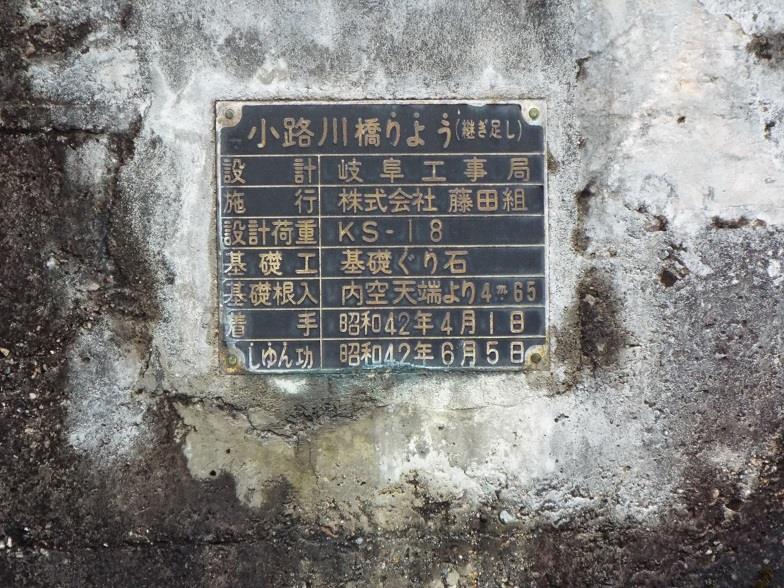 小路川橋りょう(継ぎ足し)
設計 岐阜工事局
施行 株式会社 藤田組
設計荷重 KS-18
基礎工 基礎ぐり石
基礎根入 内空天端より4m65
着手 昭和42年4月1日
しゆん功 昭和42年6月5日